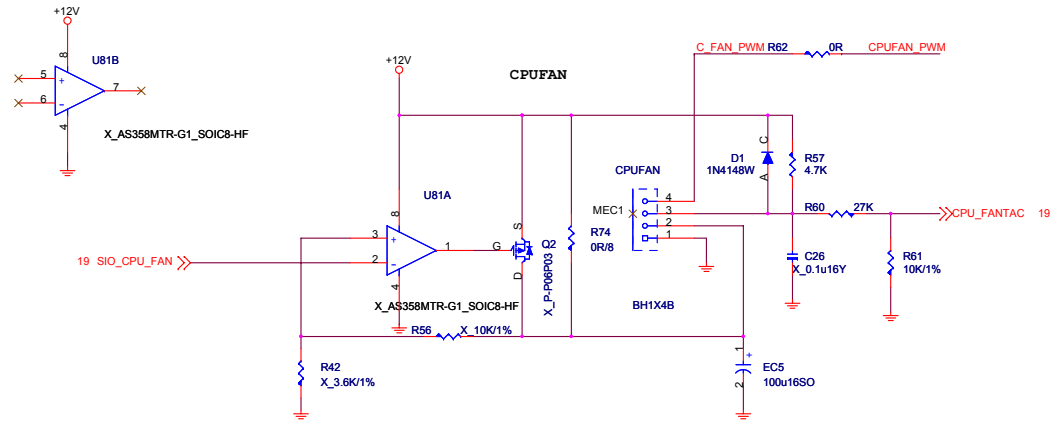 +12V
8
U81B
5
+
7
6
-
4
X_AS358MTR-G1_SOIC8-HF
+12V
CPUFAN
C_FAN_PWM R62 0R CPUFAN_PWM
C
D1
1N4148W
A
R57
4.7K
CPUFAN
4
MEC1 3
2
1
R60 27K
CPU_FANTAC 19
U81A
8
3
+
1
2
-
4
19 SIO_CPU_FAN
X_AS358MTR-G1_SOIC8-HF
S
G
D
Q2
X_P-P06P03
R74
0R/8
BH1X4B
C26
X_0.1u16Y
R61
10K/1%
R56 X_10K/1%
R42
X_3.6K/1%
1
+
2
EC5
100u16SO